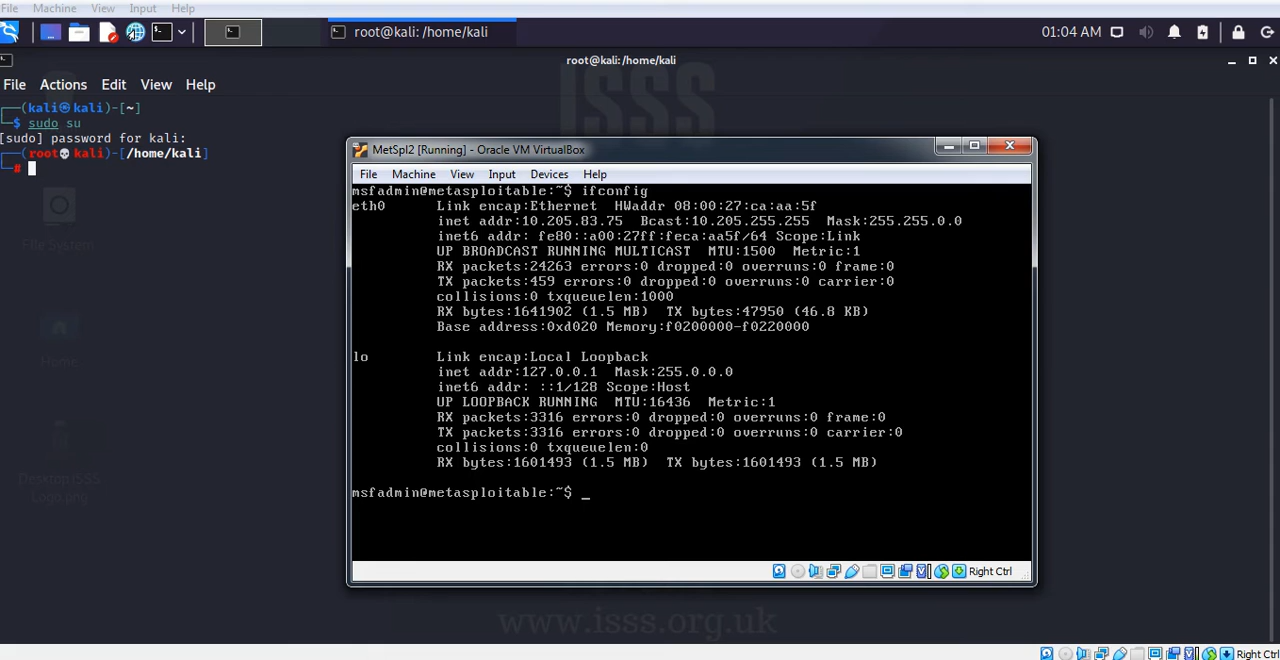 File Machine View Input Help
root@kali: /home/kali
01:04 AM
root@kali: /home/kali
File Actions Edit View Help
ISSS
┌──(kali㉿kali)-[~]
└─$ sudo su
[sudo] password for kali:
┌──(root💀kali)-[/home/kali]
└─#
File System
Home
Desktop ISSS
Logo.png
MetSpl2 [Running] - Oracle VM VirtualBox
File Machine View Input Devices Help
msfadmin@metasploitable:~$ ifconfig
eth0 Link encap:Ethernet HWaddr 08:00:27:ca:aa:5f
inet addr:10.205.83.75 Bcast:10.205.255.255 Mask:255.255.0.0
inet6 addr: fe80::a00:27ff:feca:aa5f/64 Scope:Link
UP BROADCAST RUNNING MULTICAST MTU:1500 Metric:1
RX packets:24263 errors:0 dropped:0 overruns:0 frame:0
TX packets:459 errors:0 dropped:0 overruns:0 carrier:0
collisions:0 txqueuelen:1000
RX bytes:1641902 (1.5 MB) TX bytes:47950 (46.8 KB)
Base address:0xd020 Memory:f0200000-f0220000
lo Link encap:Local Loopback
inet addr:127.0.0.1 Mask:255.0.0.0
inet6 addr: ::1/128 Scope:Host
UP LOOPBACK RUNNING MTU:16436 Metric:1
RX packets:3316 errors:0 dropped:0 overruns:0 frame:0
TX packets:3316 errors:0 dropped:0 overruns:0 carrier:0
collisions:0 txqueuelen:0
RX bytes:1601493 (1.5 MB) TX bytes:1601493 (1.5 MB)
msfadmin@metasploitable:~$ _
Right Ctrl
www.isss.org.uk
Right Ctrl